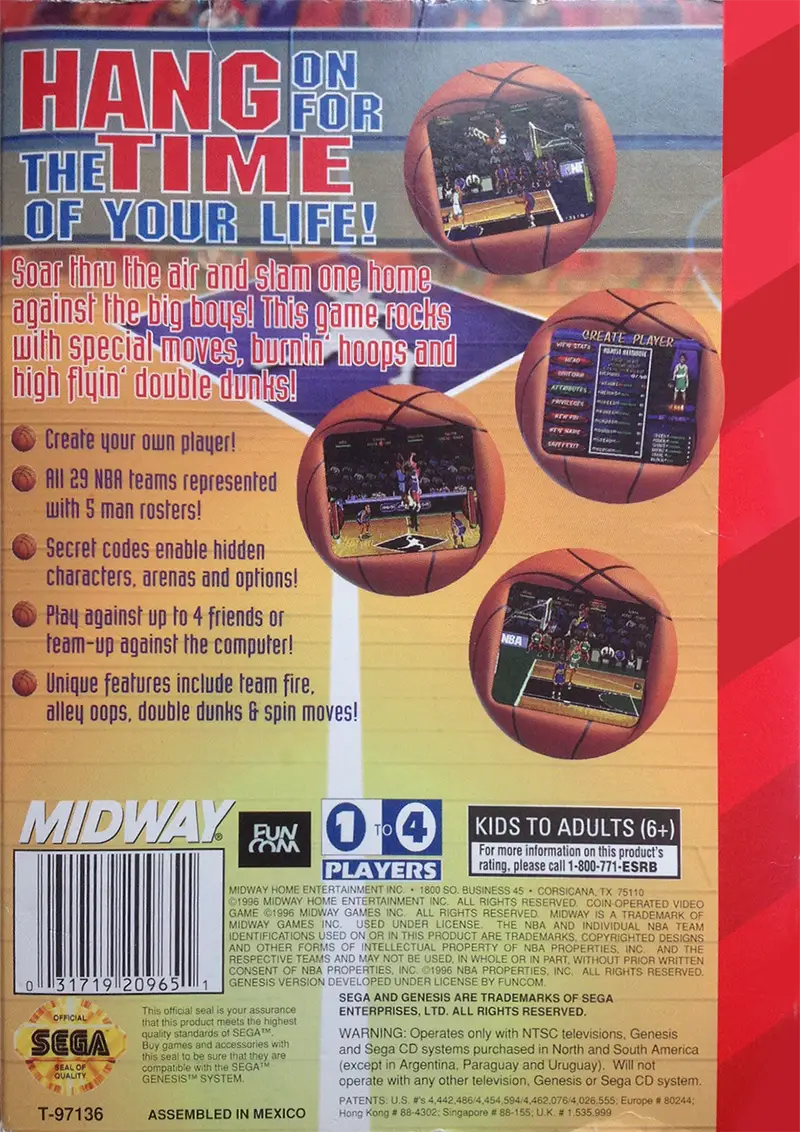 HANG ON
FOR
THE TIME
OF YOUR LIFE!
Soar thru the air and slam one home
against the big boys! This game rocks
with special moves, burnin' hoops and
high flyin' double dunks!
Create your own player!
All 29 NBA teams represented
with 5 man rosters!
Secret codes enable hidden
characters, arenas and options!
Play against up to 4 friends or
team-up against the computer!
Unique features include team fire,
alley oops, double dunks & spin moves!
CREATE PLAYER
VIEW STATS
HEAD
UNIFORM
ATTRIBUTES
PRIVILEGES
NEW PIN
NEW NAME
SAVE/EXIT
NBA
MIDWAY®
FUN
COM
1 TO 4
PLAYERS
KIDS TO ADULTS (6+)
For more information on this product's
rating, please call 1-800-771-ESRB
MIDWAY HOME ENTERTAINMENT INC. • 1800 SO. BUSINESS 45 • CORSICANA, TX 75110
©1996 MIDWAY HOME ENTERTAINMENT INC. ALL RIGHTS RESERVED. COIN-OPERATED VIDEO
GAME ©1996 MIDWAY GAMES INC. ALL RIGHTS RESERVED. MIDWAY IS A TRADEMARK OF
MIDWAY GAMES INC. USED UNDER LICENSE. THE NBA AND INDIVIDUAL NBA TEAM
IDENTIFICATIONS USED ON OR IN THIS PRODUCT ARE TRADEMARKS, COPYRIGHTED DESIGNS
AND OTHER FORMS OF INTELLECTUAL PROPERTY OF NBA PROPERTIES, INC. AND THE
RESPECTIVE TEAMS AND MAY NOT BE USED, IN WHOLE OR IN PART, WITHOUT PRIOR WRITTEN
CONSENT OF NBA PROPERTIES, INC. ©1996 NBA PROPERTIES, INC. ALL RIGHTS RESERVED.
GENESIS VERSION DEVELOPED UNDER LICENSE BY FUNCOM.
0 31719 20965 1
SEGA AND GENESIS ARE TRADEMARKS OF SEGA
ENTERPRISES, LTD. ALL RIGHTS RESERVED.
OFFICIAL
SEGA
SEAL OF
QUALITY
This official seal is your assurance
that this product meets the highest
quality standards of SEGA™.
Buy games and accessories with
this seal to be sure that they are
compatible with the SEGA™
GENESIS™ SYSTEM.
WARNING: Operates only with NTSC televisions, Genesis
and Sega CD systems purchased in North and South America
(except in Argentina, Paraguay and Uruguay). Will not
operate with any other television, Genesis or Sega CD system.
T-97136
ASSEMBLED IN MEXICO
PATENTS: U.S. #'s 4,442,486/4,454,594/4,462,076/4,026,555; Europe # 80244;
Hong Kong # 88-4302; Singapore # 88-155; U.K. # 1.535.999